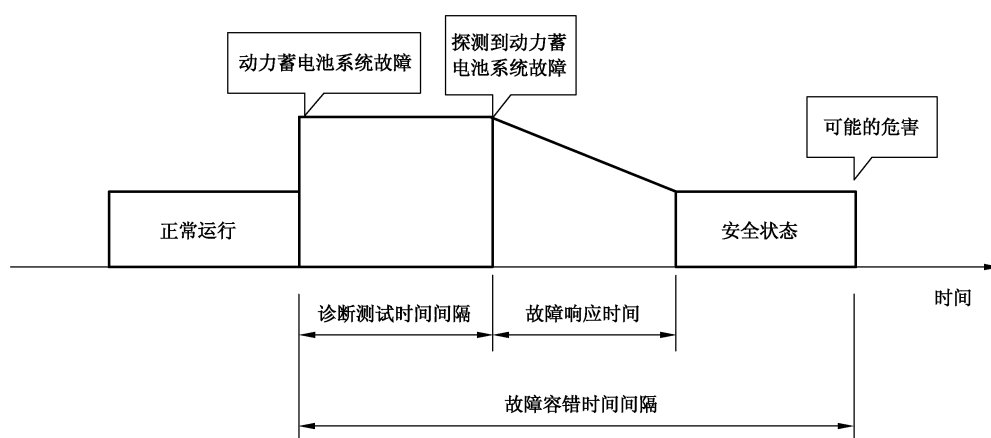 动力蓄电池系统故障
探测到动力蓄
电池系统故障
可能的危害
正常运行
安全状态
时间
诊断测试时间间隔
故障响应时间
故障容错时间间隔